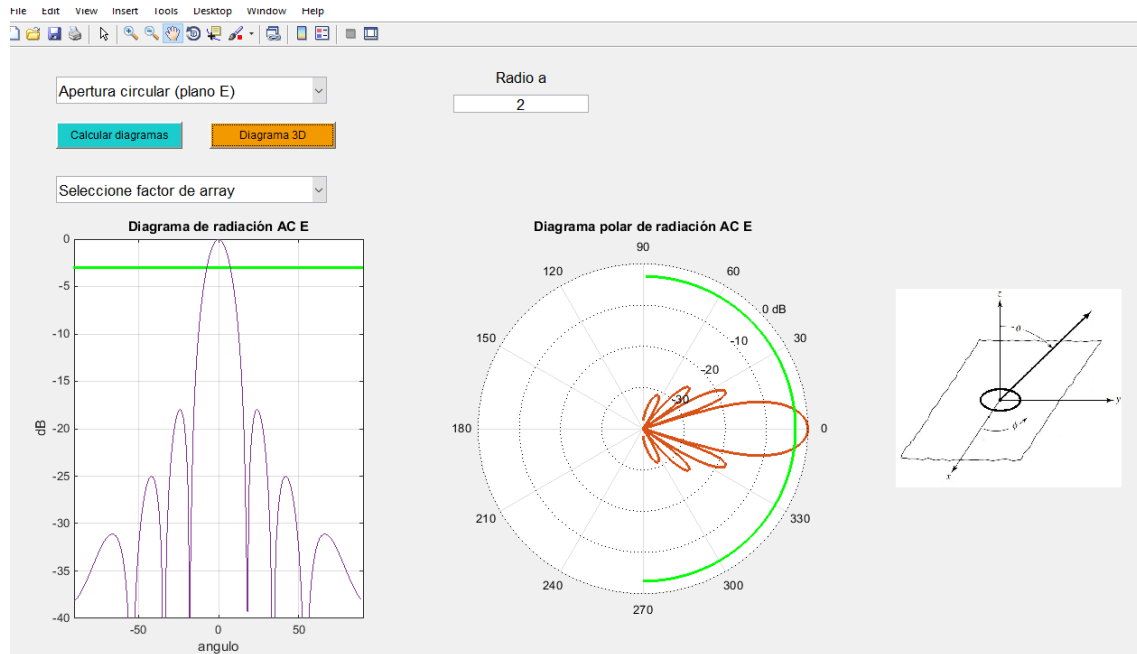 File Edit View Insert Tools Desktop Window Help
Apertura circular (plano E)
Radio a
2
Calcular diagramas
Diagrama 3D
Seleccione factor de array
Diagrama de radiación AC E
0
-5
-10
-15
-20
-25
-30
-35
-40
dB
-50 0 50
angulo
Diagrama polar de radiación AC E
90
120 60
0 dB
150 30
-10
-20
-30
180 0
210 330
240 300
270
z
θ
y
ϕ
x